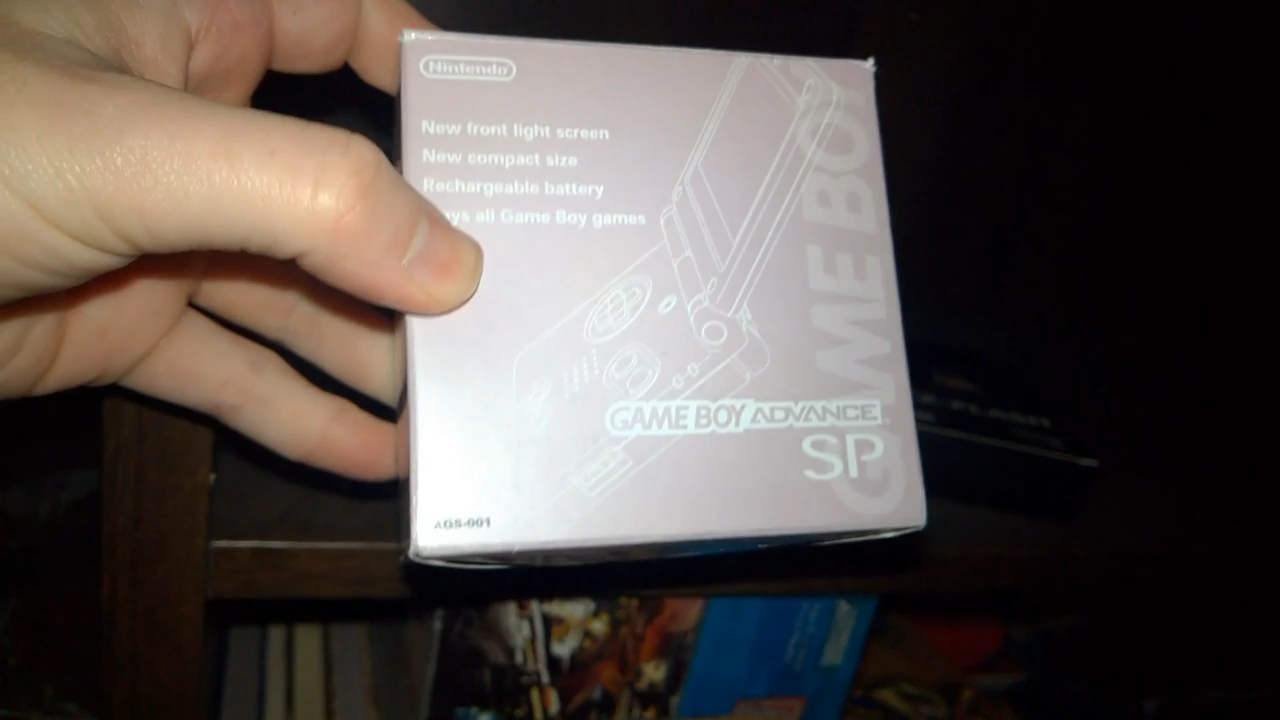 Nintendo
New front light screen
New compact size
Rechargeable battery
all Game Boy games
GAME BOY
GAME BOY ADVANCE
SP
AGS-001